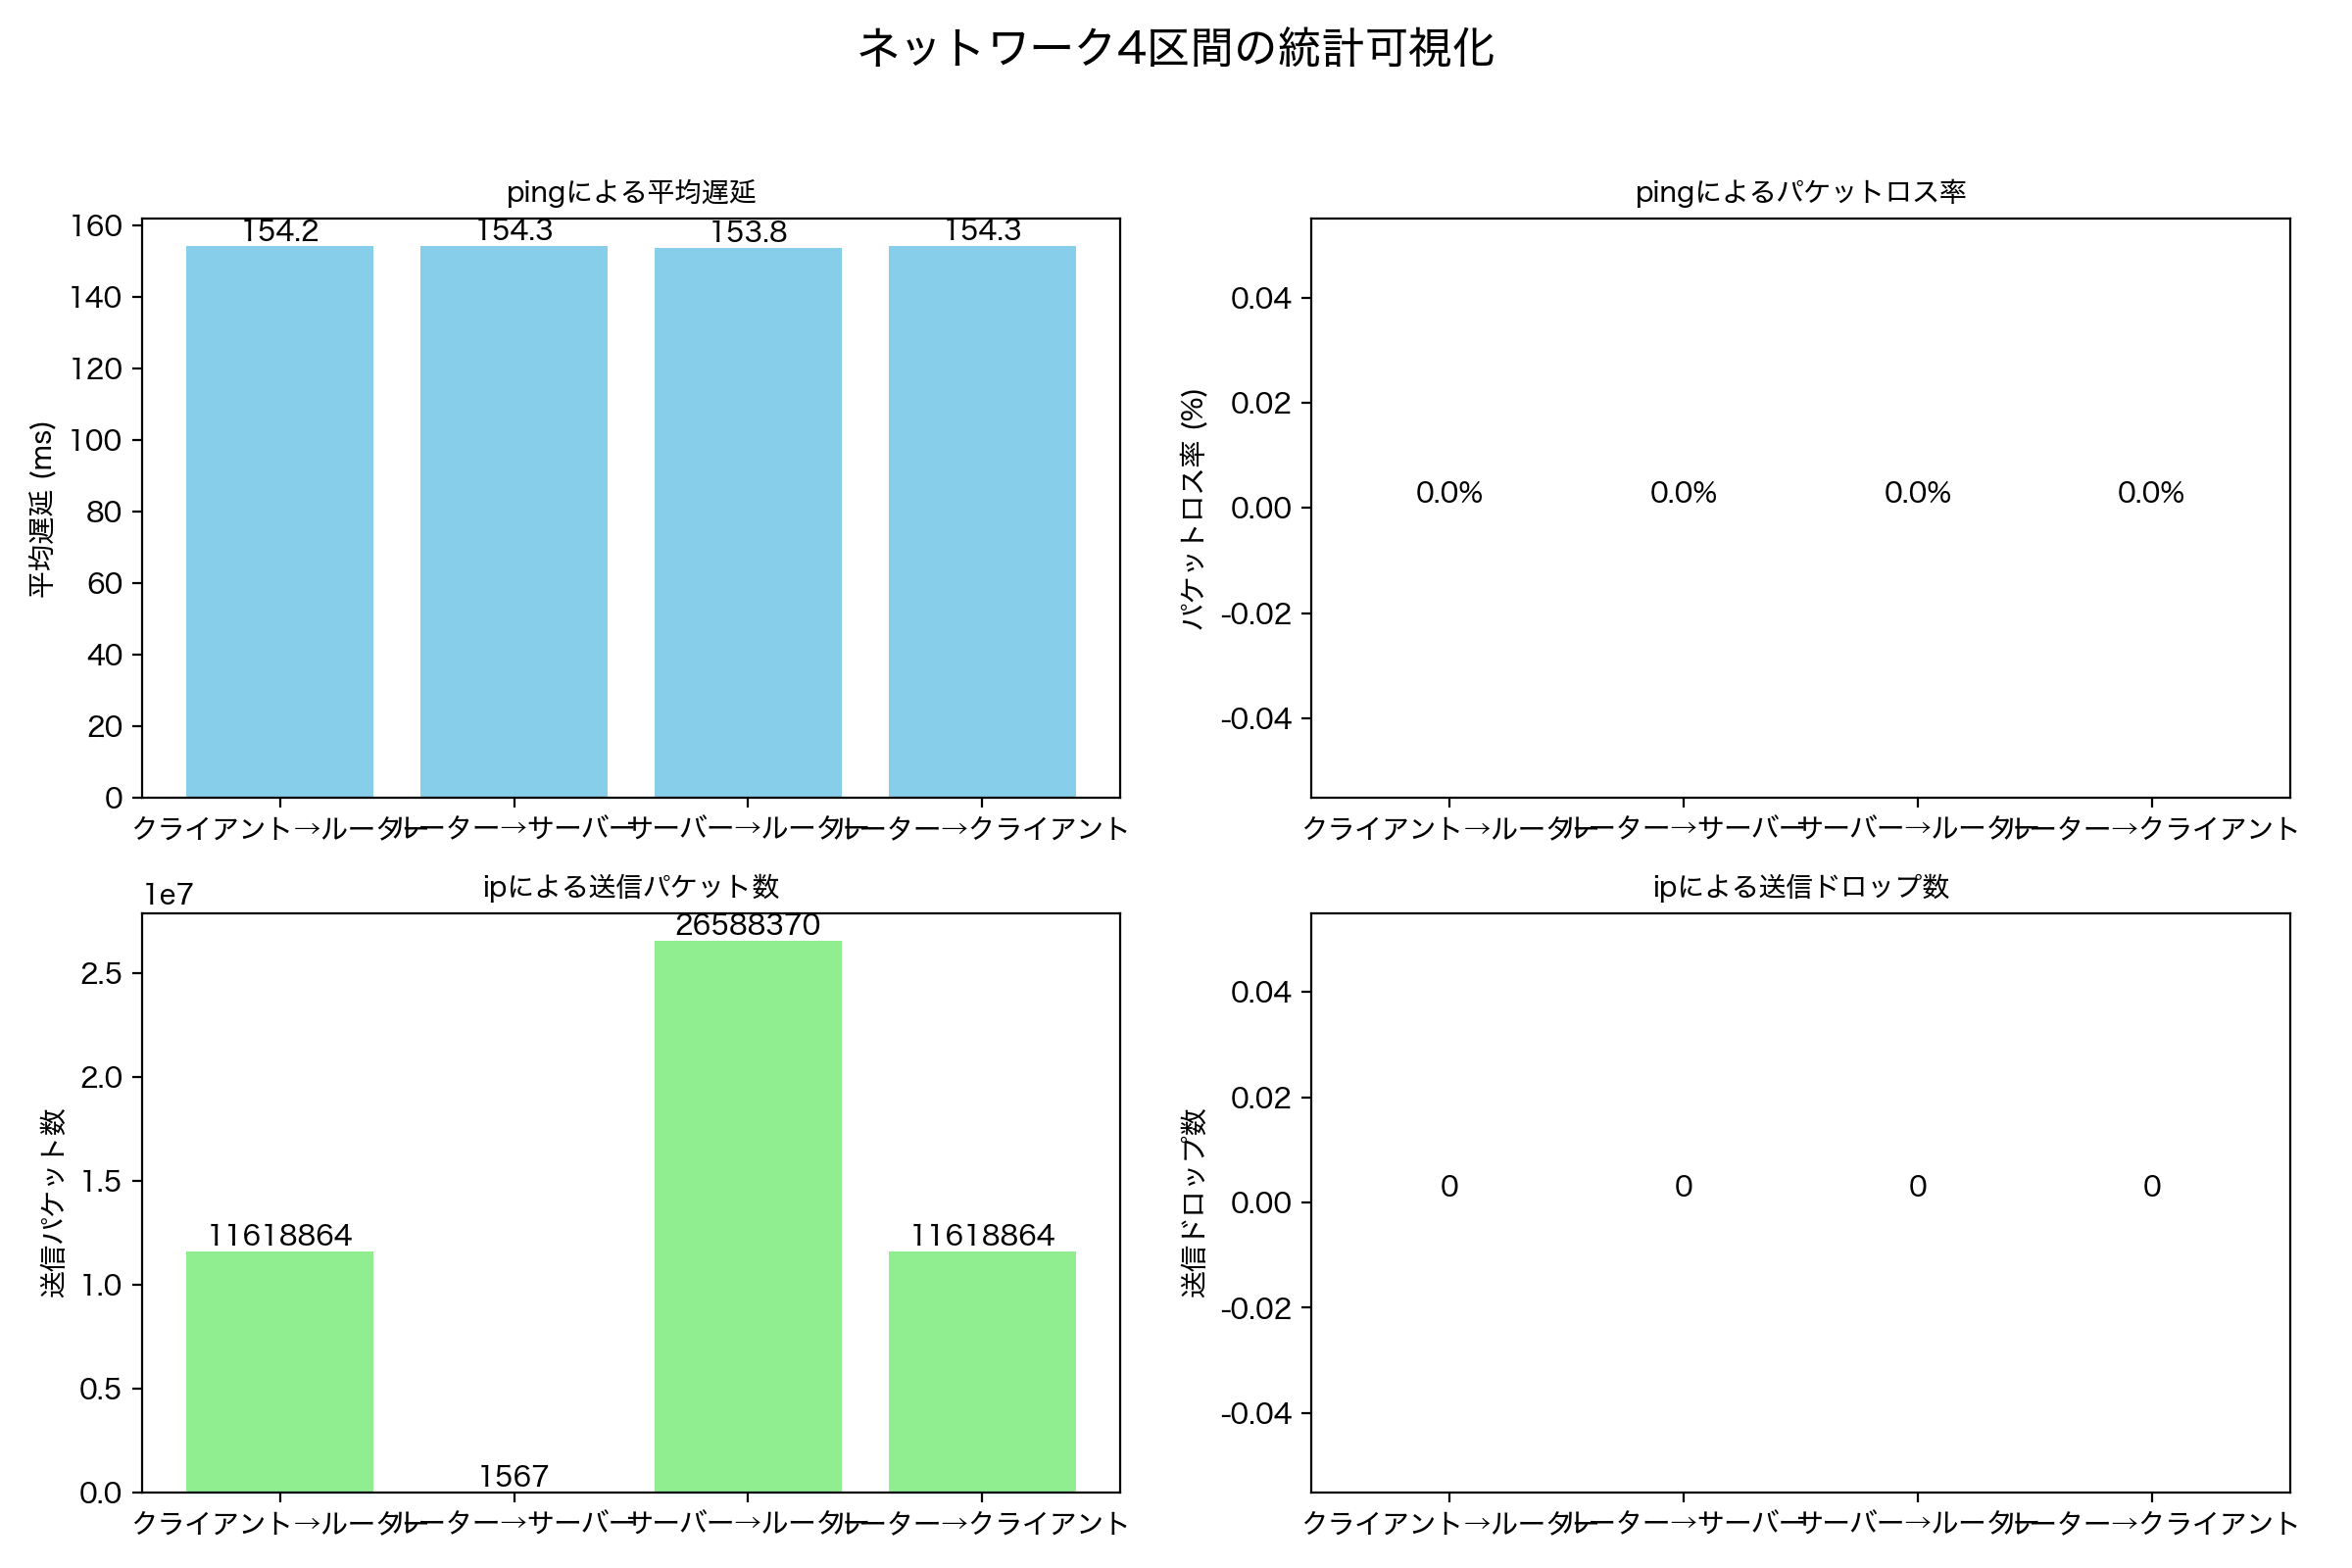 ネットワーク4区間の統計可視化
pingによる平均遅延
平均遅延 (ms)
160
140
120
100
80
60
40
20
0
154.2
154.3
153.8
154.3
クライアント→ルーター
ルーター→サーバー
サーバー→ルーター
ルーター→クライアント
pingによるパケットロス率
パケットロス率 (%)
0.04
0.02
0.00
-0.02
-0.04
0.0%
0.0%
0.0%
0.0%
クライアント→ルーター
ルーター→サーバー
サーバー→ルーター
ルーター→クライアント
ipによる送信パケット数
1e7
送信パケット数
2.5
2.0
1.5
1.0
0.5
0.0
11618864
1567
26588370
11618864
クライアント→ルーター
ルーター→サーバー
サーバー→ルーター
ルーター→クライアント
ipによる送信ドロップ数
送信ドロップ数
0.04
0.02
0.00
-0.02
-0.04
0
0
0
0
クライアント→ルーター
ルーター→サーバー
サーバー→ルーター
ルーター→クライアント